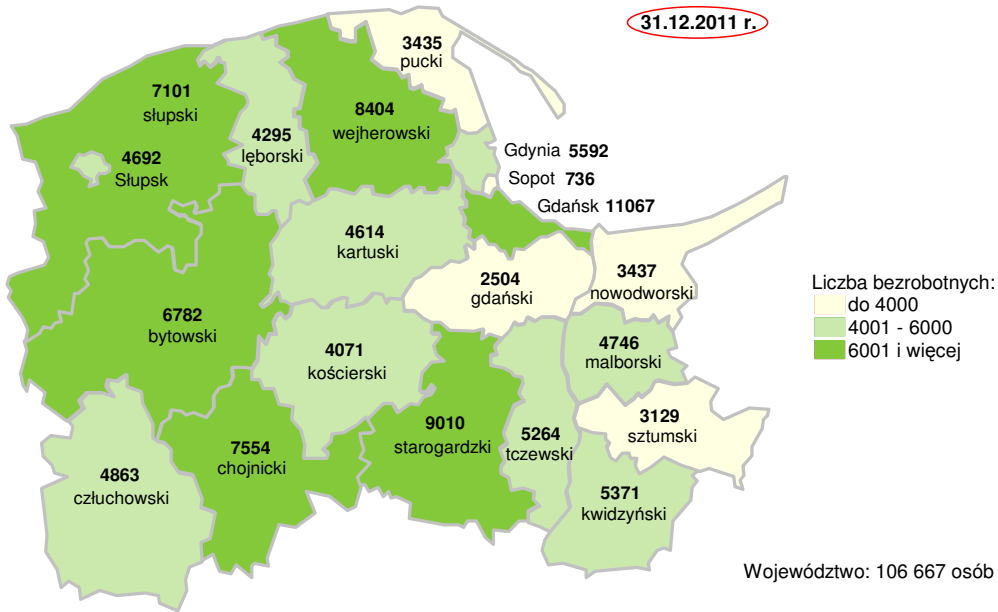 31.12.2011 r.
3435
pucki
7101
słupski
8404
wejherowski
4295
lęborski
4692
Słupsk
Gdynia 5592
Sopot 736
Gdańsk 11067
4614
kartuski
2504
gdański
3437
nowodworski
Liczba bezrobotnych:
do 4000
4001 - 6000
6001 i więcej
6782
bytowski
4071
kościerski
4746
malborski
9010
starogardzki
5264
tczewski
3129
sztumski
7554
chojnicki
4863
człuchowski
5371
kwidzyński
Województwo: 106 667 osób